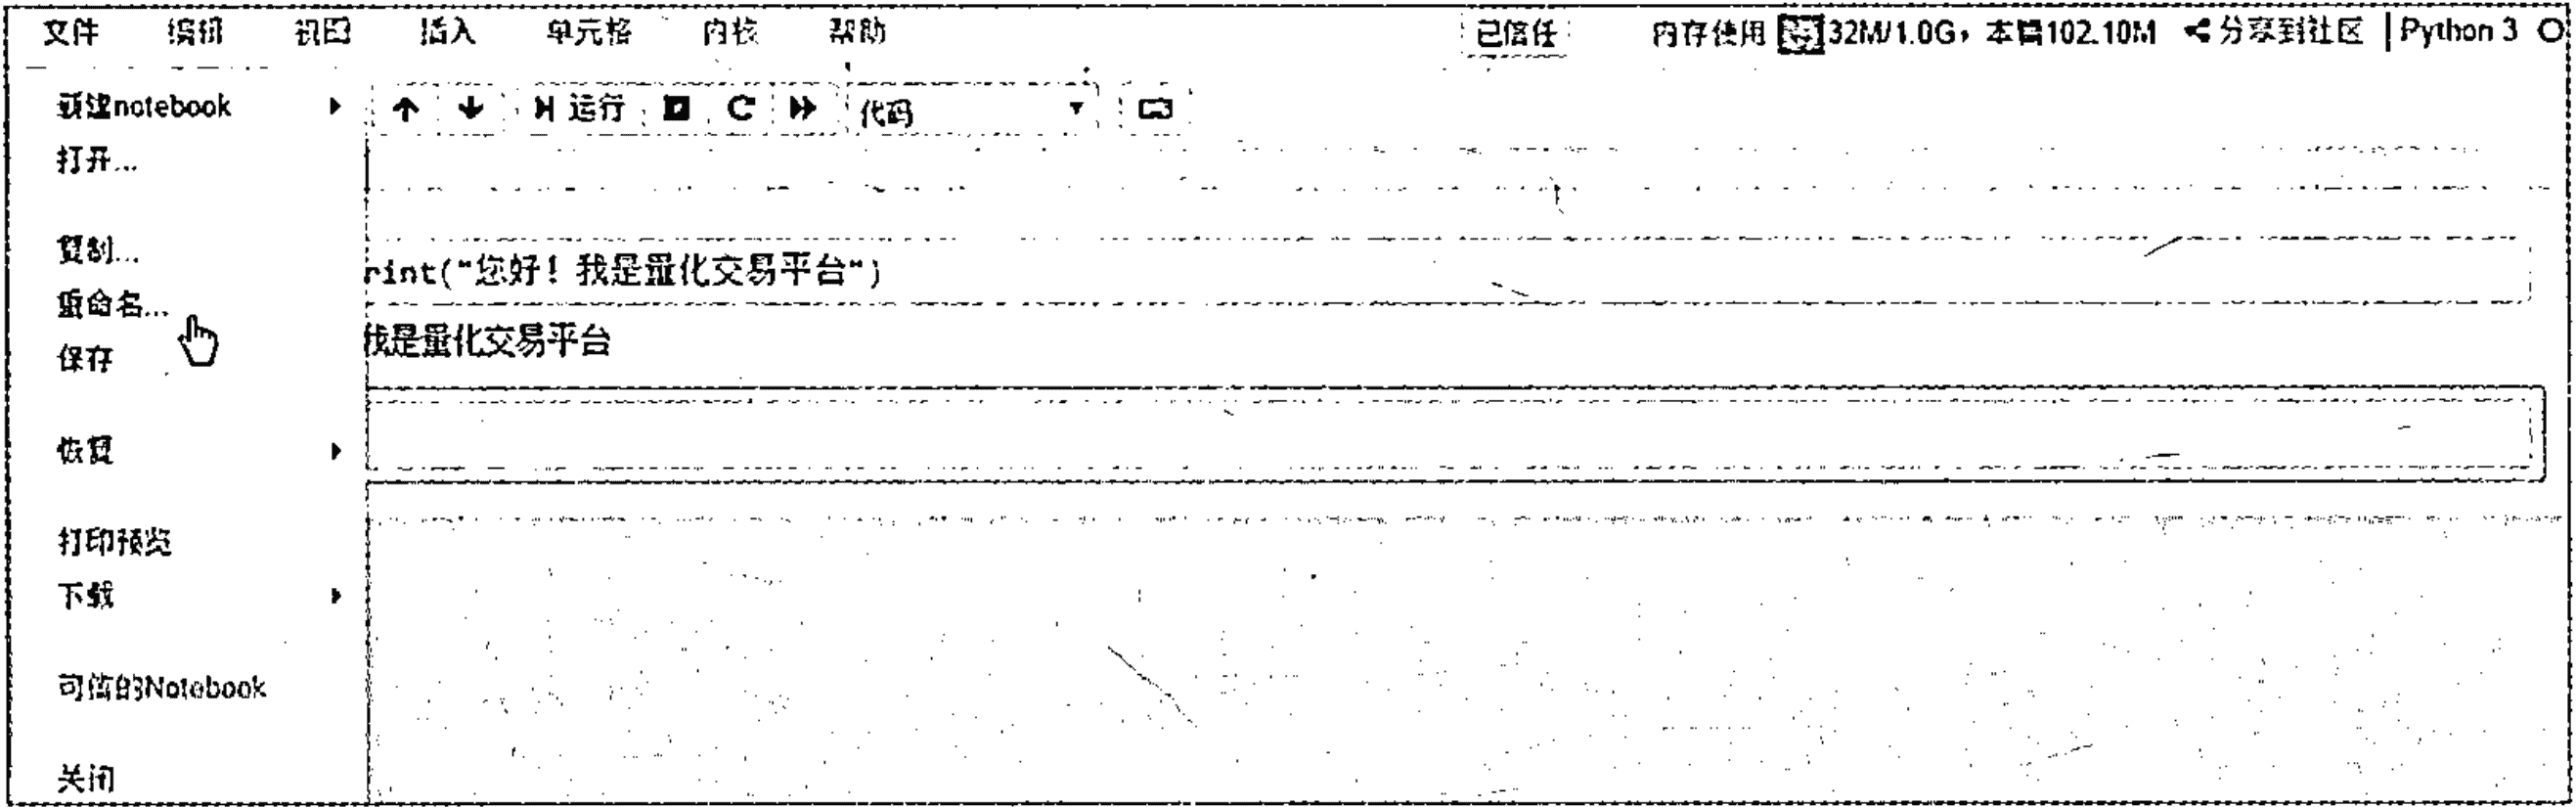 文件 编辑 视图 插入 单元格 内核 帮助 已信任 内存使用 32M/1.0G，本篇102.10M 分享到社区 |Python 3
新建notebook 运行 代码
打开...
复制...
rint("您好！我是量化交易平台")
重命名...
我是量化交易平台
保存
恢复
打印预览
下载
可信的Notebook
关闭